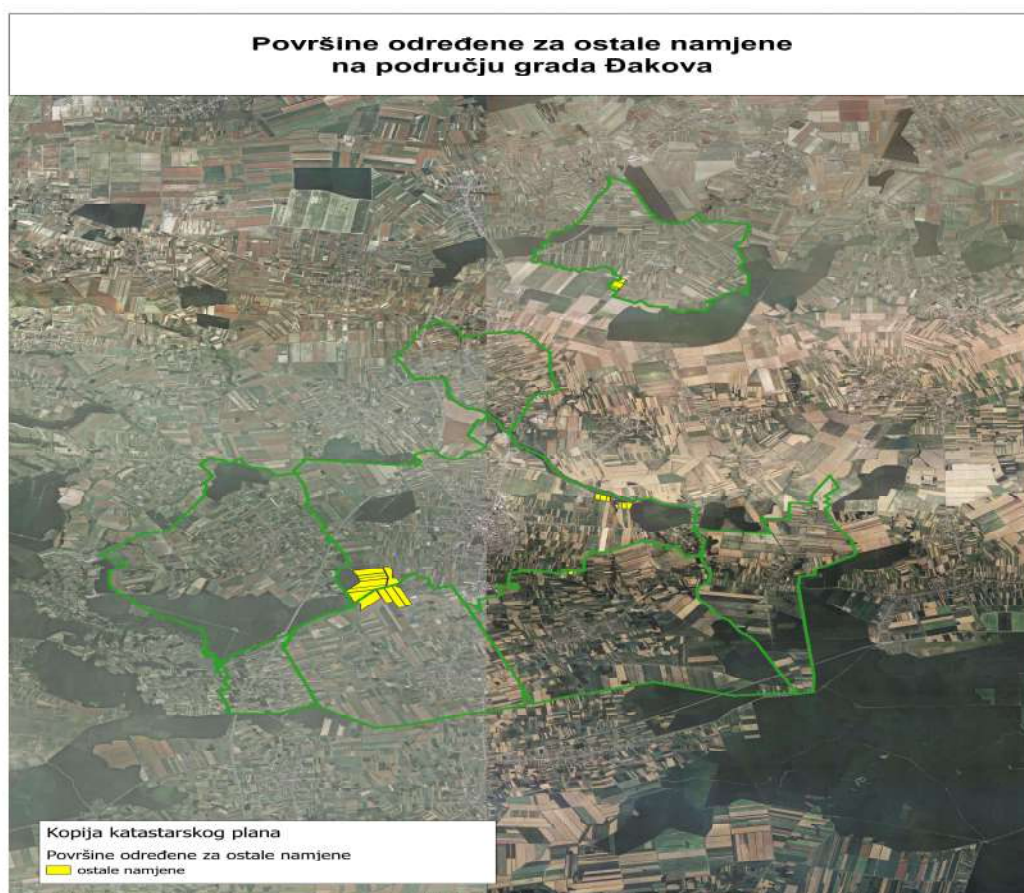 Površine određene za ostale namjene
na području grada Đakova
Kopija katastarskog plana
Površine određene za ostale namjene
ostale namjene